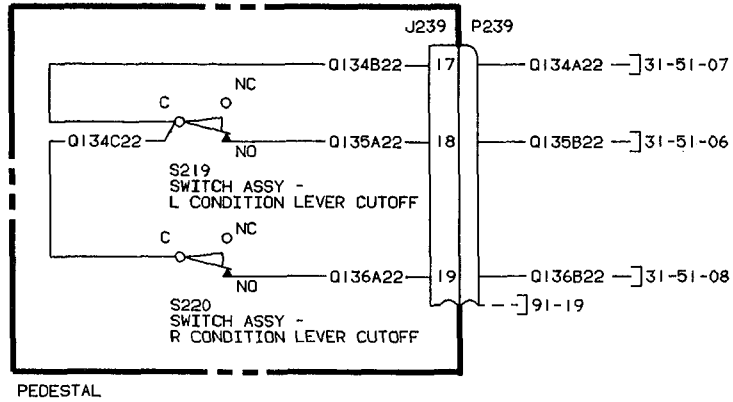 J239 P239
Q134B22 17 Q134A22 31-51-07
NC
C
Q134C22
Q135A22 18 Q135B22 31-51-06
NO
S219
SWITCH ASSY -
L CONDITION LEVER CUTOFF
NC
C
Q136A22 19 Q136B22 31-51-08
NO
91-19
S220
SWITCH ASSY -
R CONDITION LEVER CUTOFF
PEDESTAL